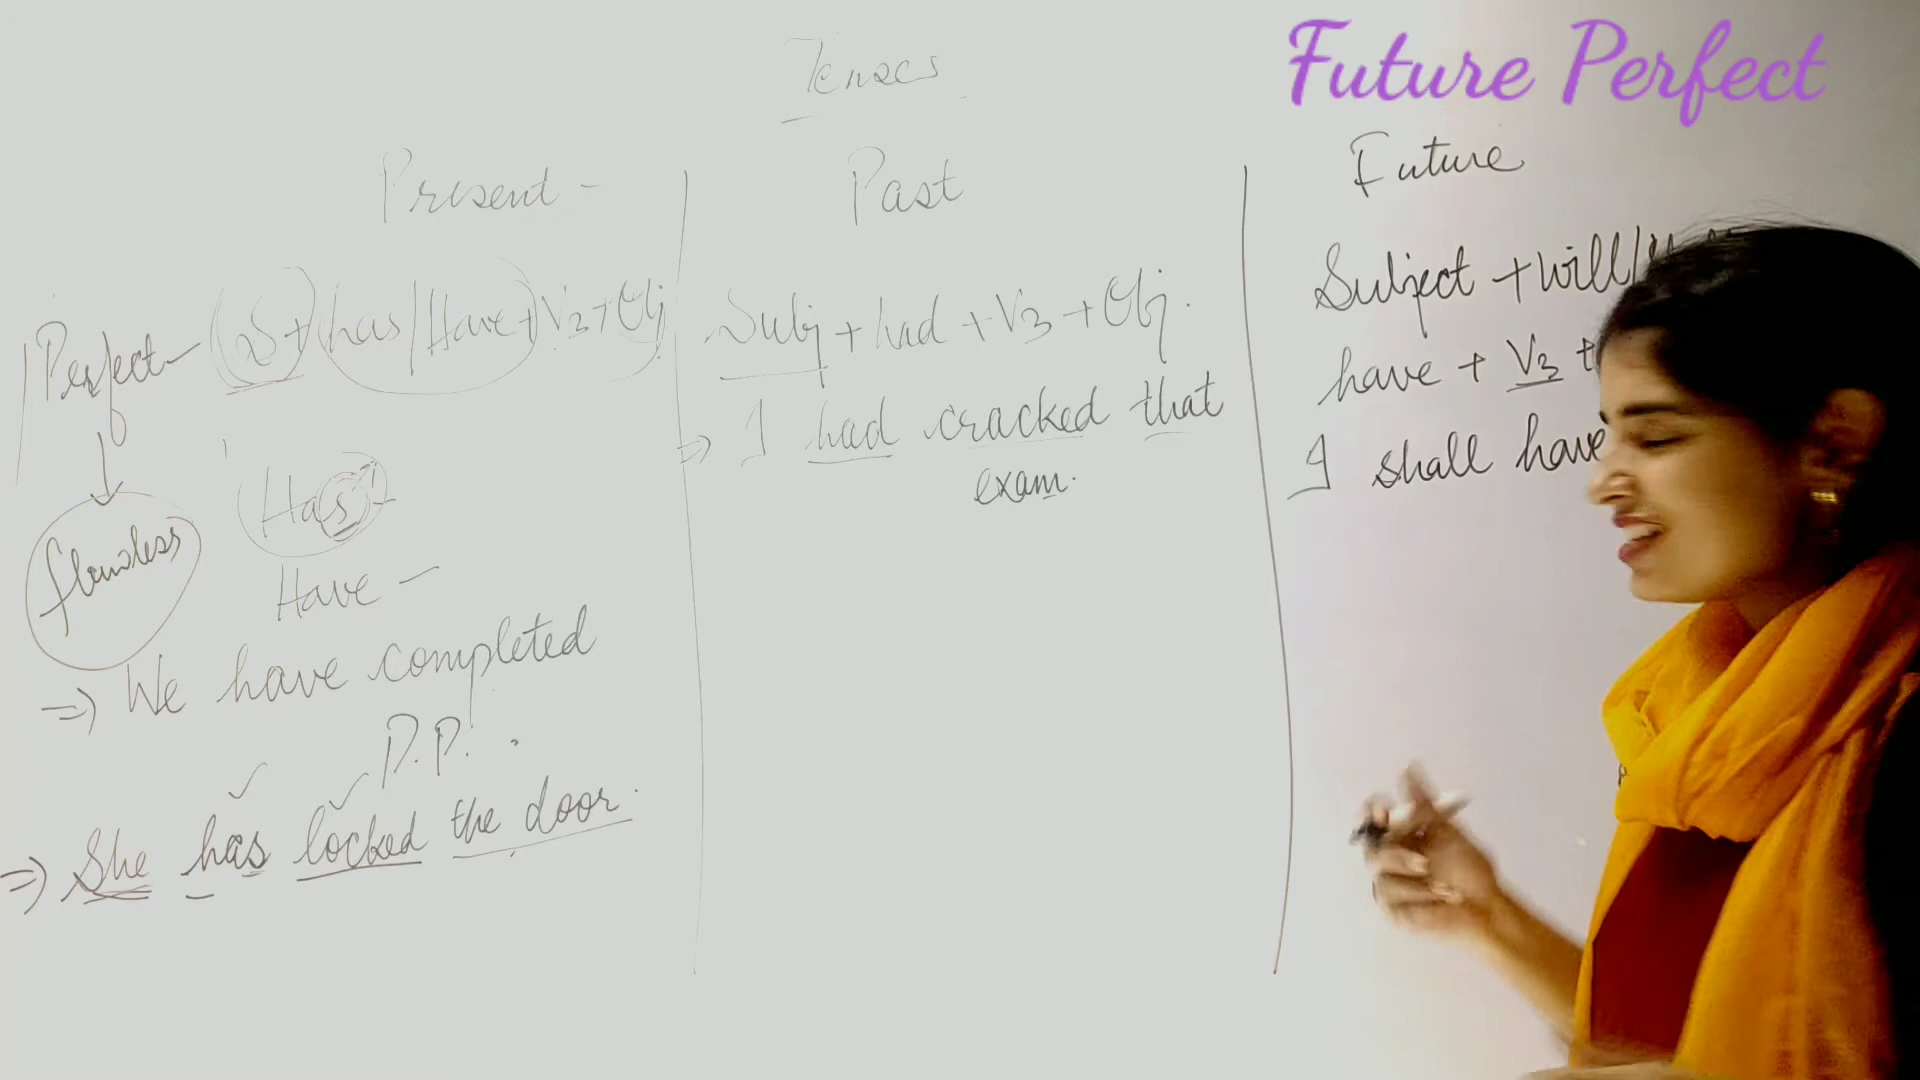 Future Perfect
Tenses
Present - Past Future
Perfect - (S + has/Have + V3 + Obj
Subj + had + V3 + Obj.
Subject + will/
have + V3 +
⇒ I had cracked that
exam.
I shall have
flawless
Has -
Have -
⇒ We have completed
D.P.
⇒ She has locked the door.